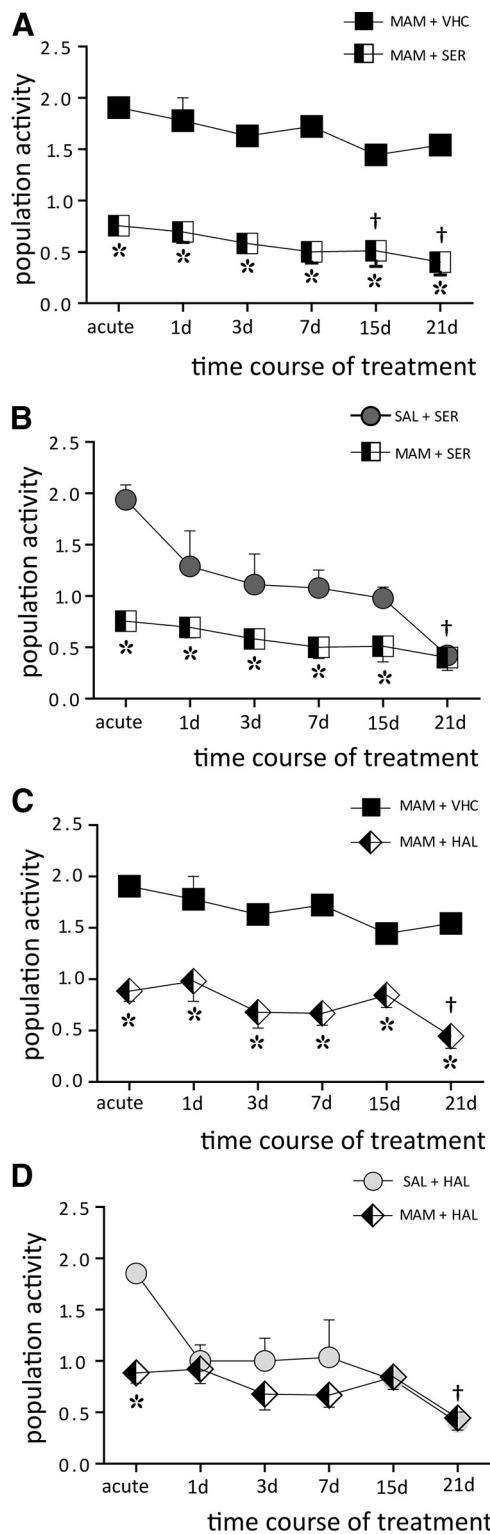 A
MAM + VHC
MAM + SER
population activity
2.5
2.0
1.5
1.0
0.5
0.0
†
†
* * * * * *
acute 1d 3d 7d 15d 21d
time course of treatment
B
SAL + SER
MAM + SER
population activity
2.5
2.0
1.5
1.0
0.5
0.0
†
* * * * *
acute 1d 3d 7d 15d 21d
time course of treatment
C
MAM + VHC
MAM + HAL
population activity
2.5
2.0
1.5
1.0
0.5
0.0
†
* * * * * *
acute 1d 3d 7d 15d 21d
time course of treatment
D
SAL + HAL
MAM + HAL
population activity
2.5
2.0
1.5
1.0
0.5
0.0
†
*
acute 1d 3d 7d 15d 21d
time course of treatment